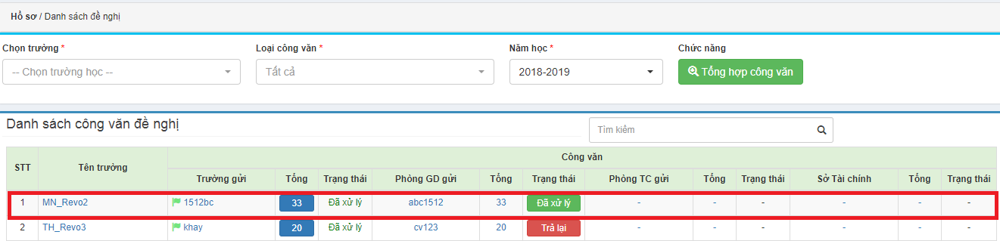 Hồ sơ / Danh sách đề nghị
Chọn trường * Loại công văn * Năm học * Chức năng
-- Chọn trường học -- Tất cả 2018-2019 Tổng hợp công văn
Danh sách công văn đề nghị Tìm kiếm
STT Tên trường Công văn
Trường gửi Tổng Trạng thái Phòng GD gửi Tổng Trạng thái Phòng TC gửi Tổng Trạng thái Sở Tài chính Tổng Trạng thái
1 MN_Revo2 1512bc 33 Đã xử lý abc1512 33 Đã xử lý - - - - - -
2 TH_Revo3 khay 20 Đã xử lý cv123 20 Trả lại - - - - - -